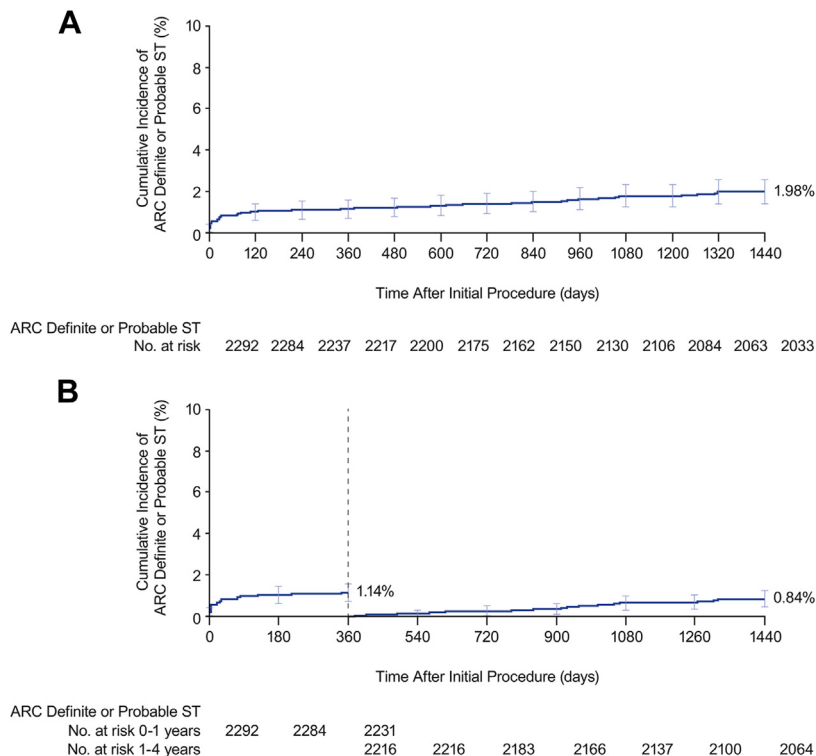 A
Cumulative Incidence of
ARC Definite or Probable ST (%)
10
8
6
4
2
0
1.98%
0 120 240 360 480 600 720 840 960 1080 1200 1320 1440
Time After Initial Procedure (days)
ARC Definite or Probable ST
No. at risk 2292 2284 2237 2217 2200 2175 2162 2150 2130 2106 2084 2063 2033
B
Cumulative Incidence of
ARC Definite or Probable ST (%)
10
8
6
4
2
0
1.14%
0.84%
0 180 360 540 720 900 1080 1260 1440
Time After Initial Procedure (days)
ARC Definite or Probable ST
No. at risk 0-1 years 2292 2284 2231
No. at risk 1-4 years 2216 2216 2183 2166 2137 2100 2064